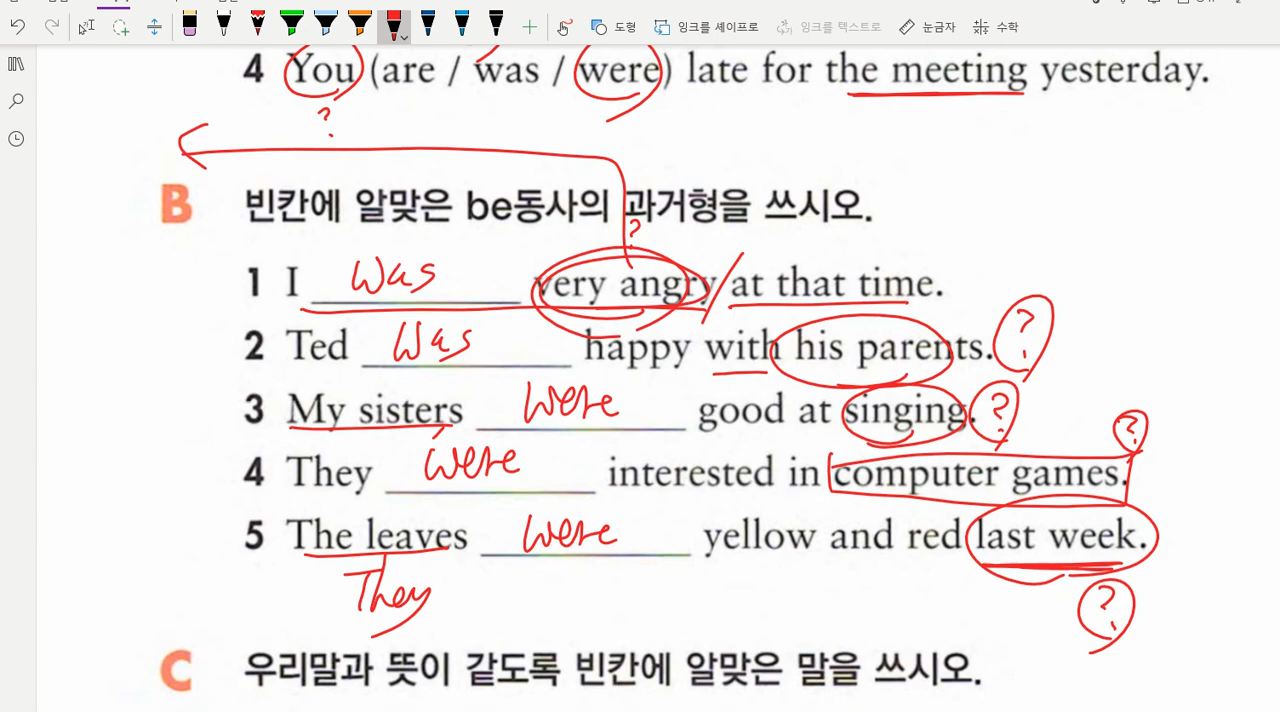 도형 잉크를 셰이프로 잉크를 텍스트로 눈금자 수학
4 You (are / was / were) late for the meeting yesterday.
?
B 빈칸에 알맞은 be동사의 과거형을 쓰시오.
?
1 I was very angry / at that time.
2 Ted was happy with his parents. ?
3 My sisters were good at singing. ?
4 They were interested in computer games. ?
5 The leaves were yellow and red last week.
They ?
C 우리말과 뜻이 같도록 빈칸에 알맞은 말을 쓰시오.